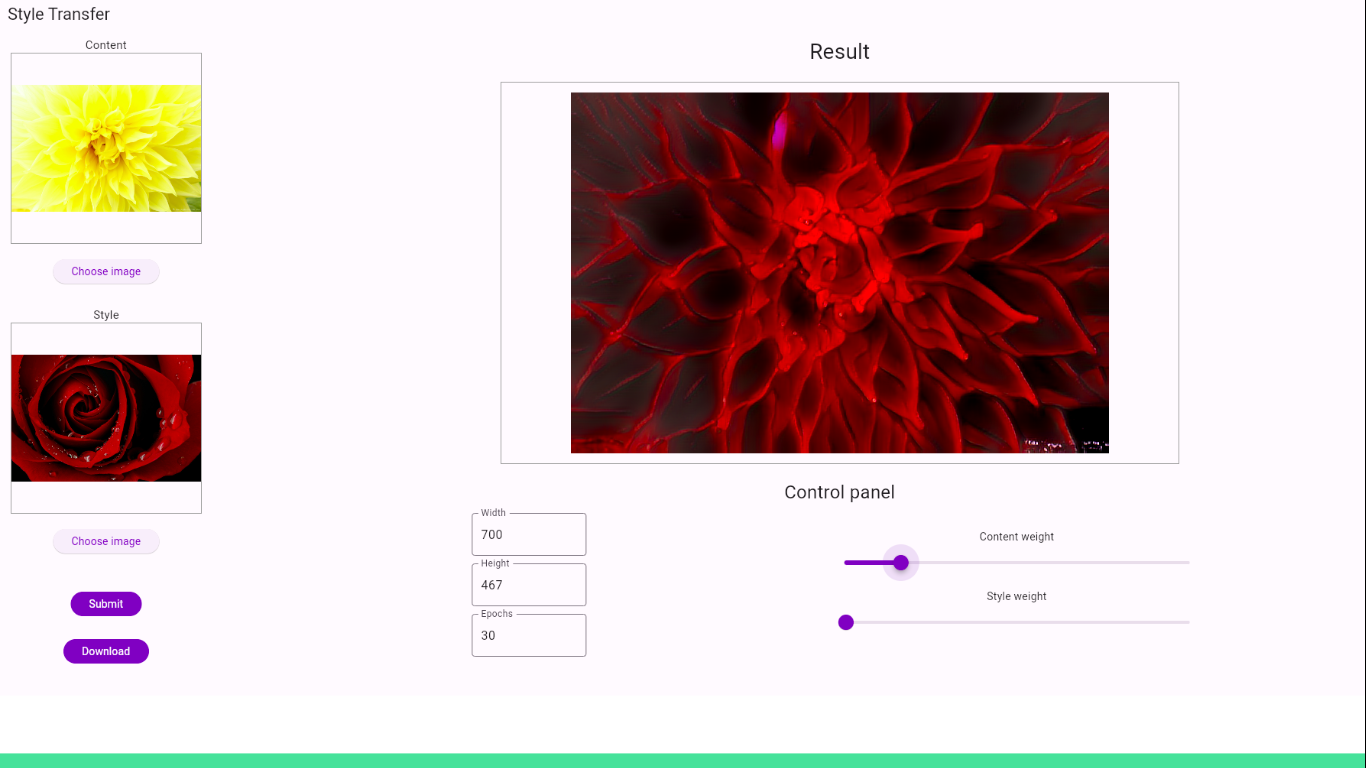 Style Transfer
Content
Choose image
Style
Choose image
Submit
Download
Result
Control panel
Width
700
Height
467
Epochs
30
Content weight
Style weight